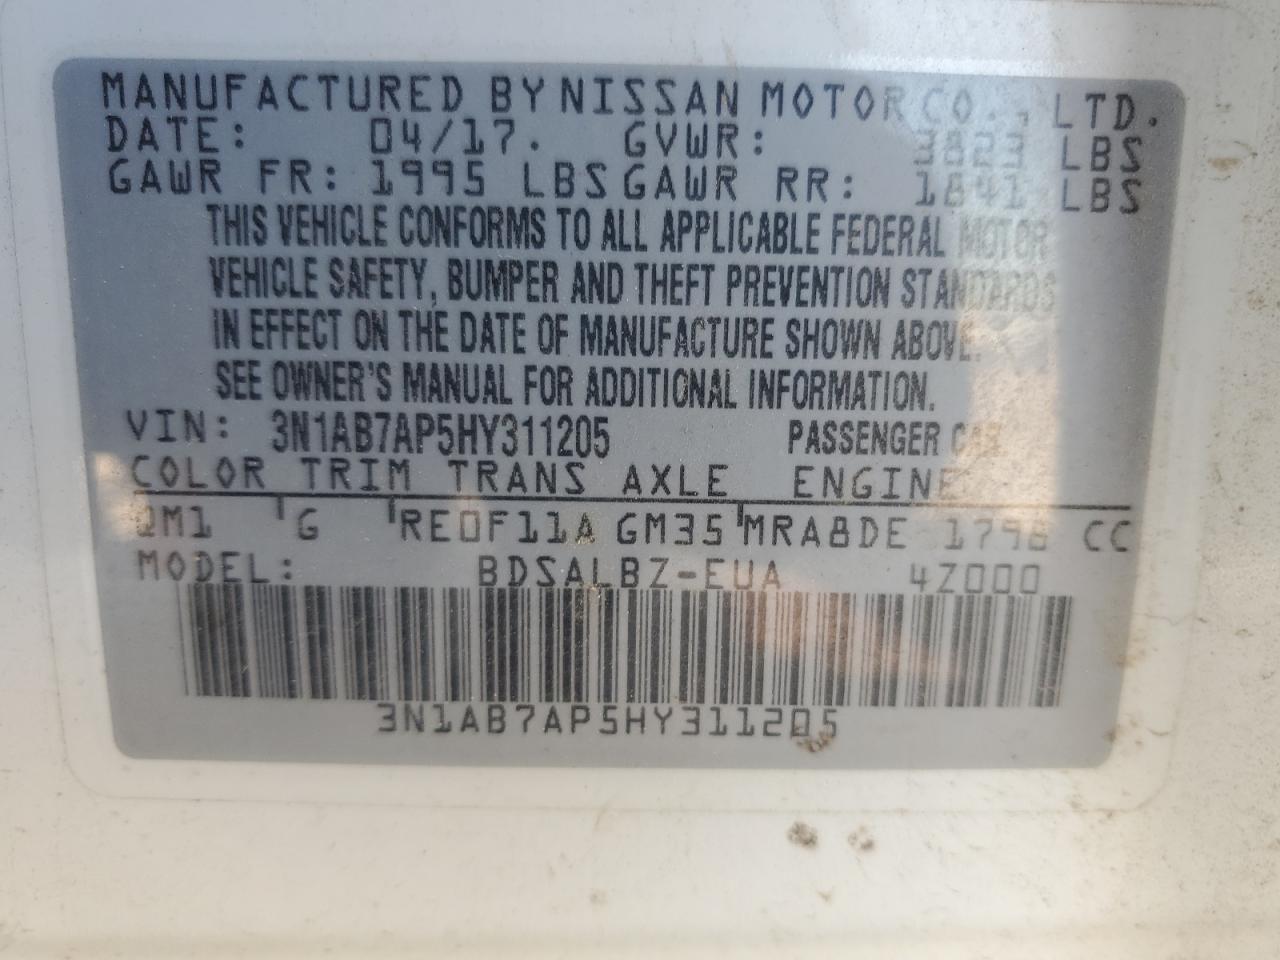 MANUFACTURED BY NISSAN MOTOR CO., LTD.
DATE: 04/17. GVWR: 3823 LBS
GAWR FR: 1995 LBS GAWR RR: 1841 LBS
THIS VEHICLE CONFORMS TO ALL APPLICABLE FEDERAL MOTOR
VEHICLE SAFETY, BUMPER AND THEFT PREVENTION STANDARDS
IN EFFECT ON THE DATE OF MANUFACTURE SHOWN ABOVE.
SEE OWNER'S MANUAL FOR ADDITIONAL INFORMATION.
VIN: 3N1AB7AP5HY311205 PASSENGER CAR
COLOR TRIM TRANS AXLE ENGINE
QM1 G RE0F11A GM35 MRA8DE 1798 CC
MODEL: BDSALBZ-EUA 4Z000
3N1AB7AP5HY311205